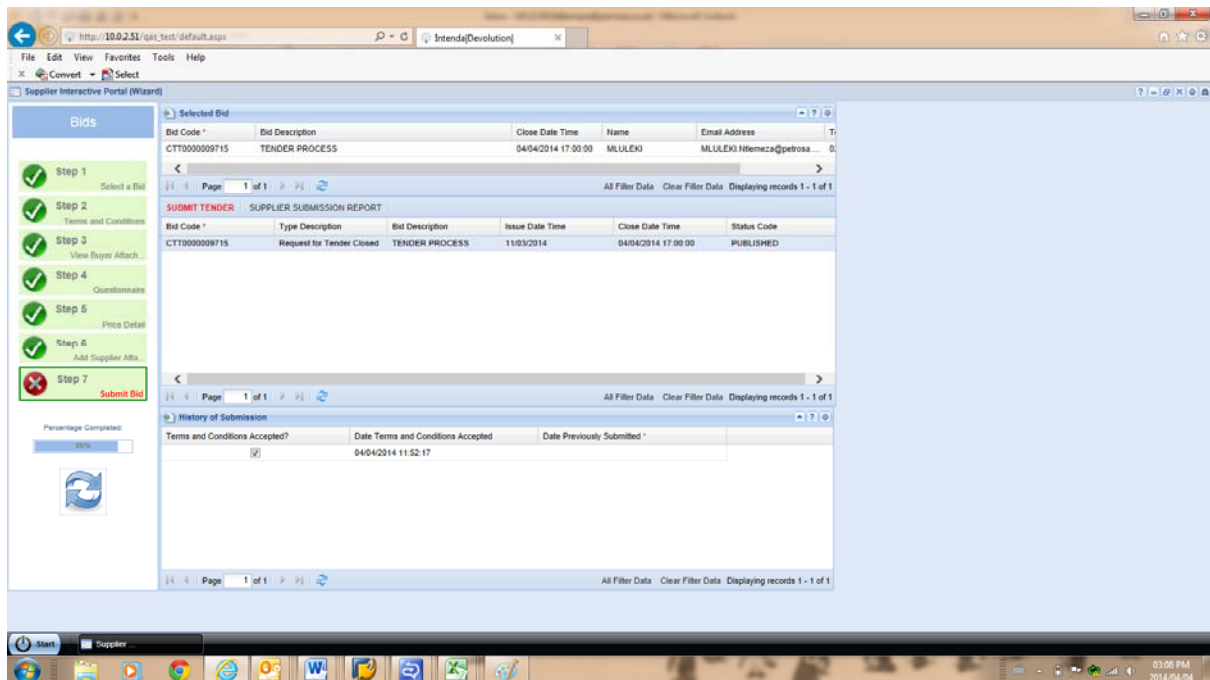 http://10.0.2.51/qas_test/default.aspx
Intenda|Devolution|
File Edit View Favorites Tools Help
Convert Select
Supplier Interactive Portal (Wizard)
Bids
Step 1
Select a Bid
Step 2
Terms and Conditions
Step 3
View Buyer Attach...
Step 4
Questionnaire
Step 5
Price Detail
Step 6
Add Supplier Atta...
Step 7
Submit Bid
Percentage Completed:
86%
Selected Bid
Bid Code * Bid Description Close Date Time Name Email Address
CTT0000009715 TENDER PROCESS 04/04/2014 17:00:00 MLULEKI MLULEKI.Ntlemeza@petrosa....
Page 1 of 1 All Filter Data Clear Filter Data Displaying records 1 - 1 of 1
SUBMIT TENDER SUPPLIER SUBMISSION REPORT
Bid Code * Type Description Bid Description Issue Date Time Close Date Time Status Code
CTT0000009715 Request for Tender Closed TENDER PROCESS 11/03/2014 04/04/2014 17:00:00 PUBLISHED
Page 1 of 1 All Filter Data Clear Filter Data Displaying records 1 - 1 of 1
History of Submission
Terms and Conditions Accepted? Date Terms and Conditions Accepted Date Previously Submitted *
04/04/2014 11:52:17
Page 1 of 1 All Filter Data Clear Filter Data Displaying records 1 - 1 of 1
Start Supplier ...
03:08 PM
2014/04/04